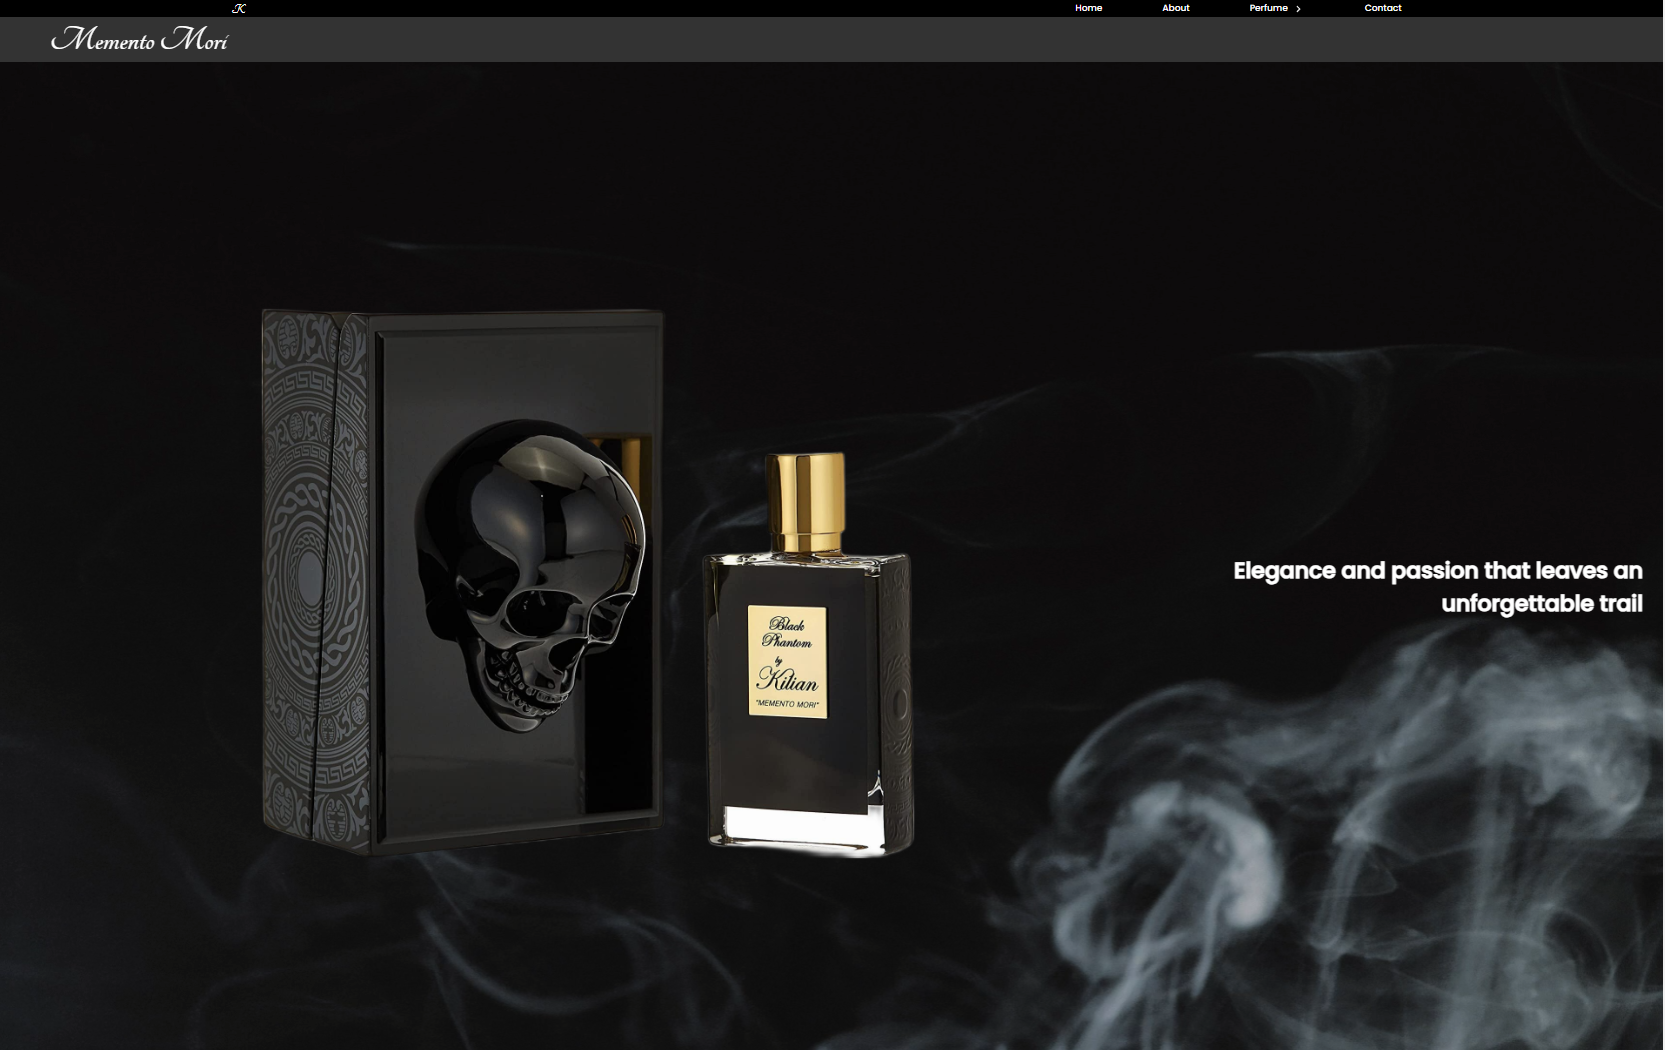 K
Home
About
Perfume
Contact
Memento Mori
Elegance and passion that leaves an
unforgettable trail
Black
Phantom
by
Kilian
"MEMENTO MORI"